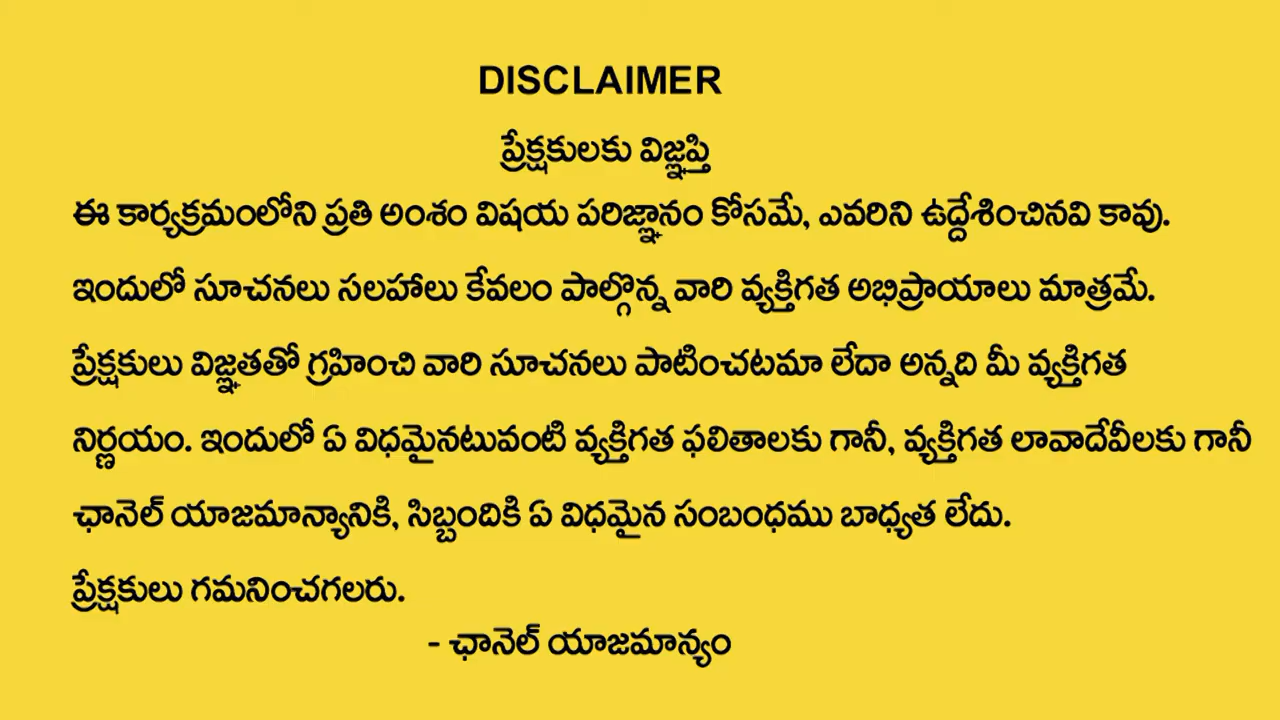 DISCLAIMER
ప్రేక్షకులకు విజ్ఞప్తి
ఈ కార్యక్రమంలోని ప్రతి అంశం విషయ పరిజ్ఞానం కోసమే, ఎవరిని ఉద్దేశించినవి కావు.
ఇందులో సూచనలు సలహాలు కేవలం పాల్గొన్న వారి వ్యక్తిగత అభిప్రాయాలు మాత్రమే.
ప్రేక్షకులు విజ్ఞతతో గ్రహించి వారి సూచనలు పాటించటమా లేదా అన్నది మీ వ్యక్తిగత
నిర్ణయం. ఇందులో ఏ విధమైనటువంటి వ్యక్తిగత ఫలితాలకు గానీ, వ్యక్తిగత లావాదేవీలకు గానీ
ఛానెల్ యాజమాన్యానికి, సిబ్బందికి ఏ విధమైన సంబంధము బాధ్యత లేదు.
ప్రేక్షకులు గమనించగలరు.
- ఛానెల్ యాజమాన్యం